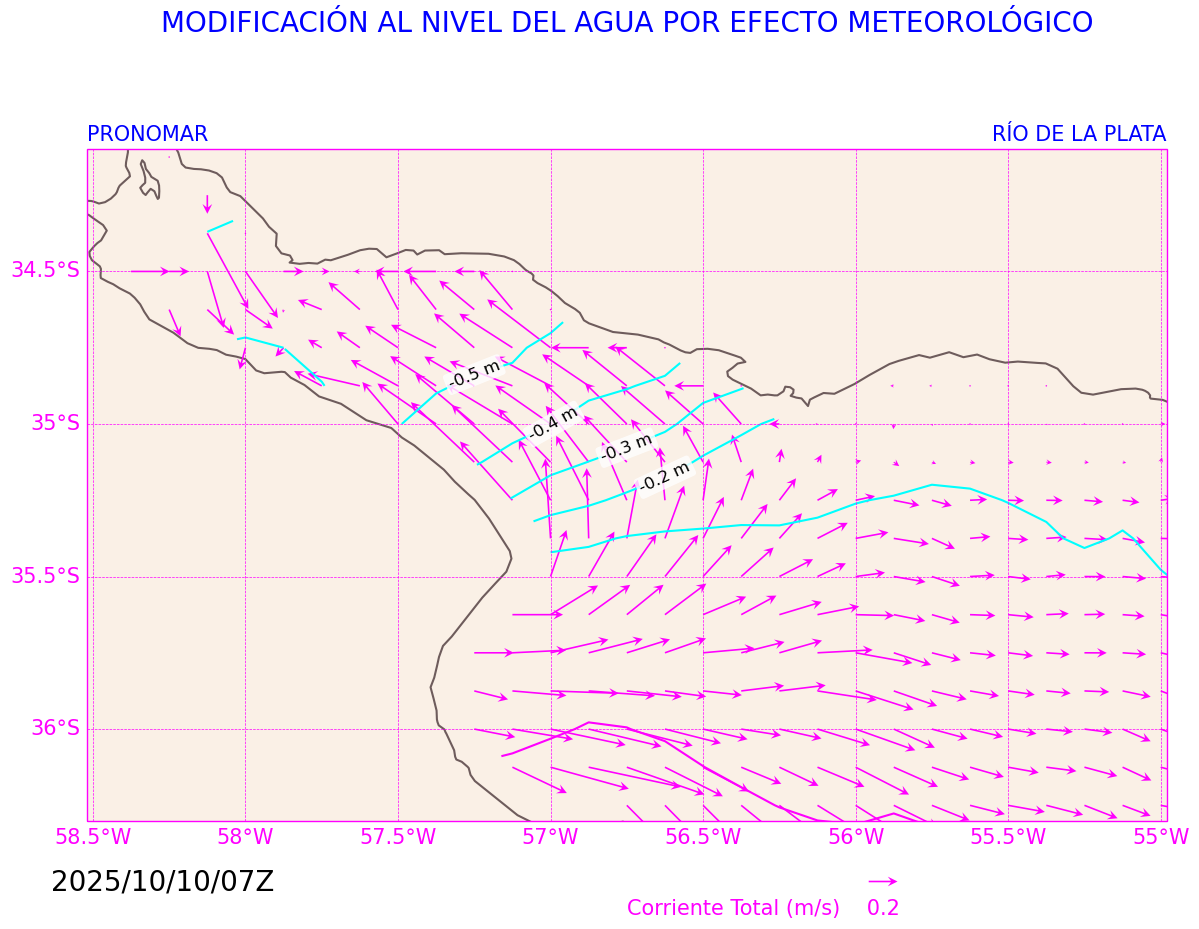 MODIFICACIÓN AL NIVEL DEL AGUA POR EFECTO METEOROLÓGICO
PRONOMAR RÍO DE LA PLATA
34.5°S
-0.5 m
-0.4 m
35°S
-0.3 m
-0.2 m
35.5°S
36°S
58.5°W 58°W 57.5°W 57°W 56.5°W 56°W 55.5°W 55°W
2025/10/10/07Z
Corriente Total (m/s) 0.2